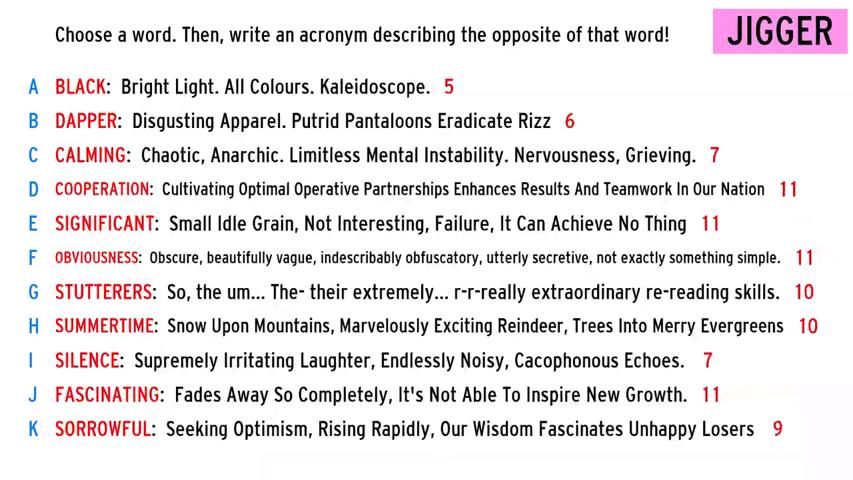 Choose a word. Then, write an acronym describing the opposite of that word!
JIGGER
A BLACK: Bright Light. All Colours. Kaleidoscope. 5
B DAPPER: Disgusting Apparel. Putrid Pantaloons Eradicate Rizz 6
C CALMING: Chaotic, Anarchic. Limitless Mental Instability. Nervousness, Grieving. 7
D COOPERATION: Cultivating Optimal Operative Partnerships Enhances Results And Teamwork In Our Nation 11
E SIGNIFICANT: Small Idle Grain, Not Interesting, Failure, It Can Achieve No Thing 11
F OBVIOUSNESS: Obscure, beautifully vague, indescribably obfuscatory, utterly secretive, not exactly something simple. 11
G STUTTERERS: So, the um... The- their extremely... r-r-really extraordinary re-reading skills. 10
H SUMMERTIME: Snow Upon Mountains, Marvelously Exciting Reindeer, Trees Into Merry Evergreens 10
I SILENCE: Supremely Irritating Laughter, Endlessly Noisy, Cacophonous Echoes. 7
J FASCINATING: Fades Away So Completely, It's Not Able To Inspire New Growth. 11
K SORROWFUL: Seeking Optimism, Rising Rapidly, Our Wisdom Fascinates Unhappy Losers 9